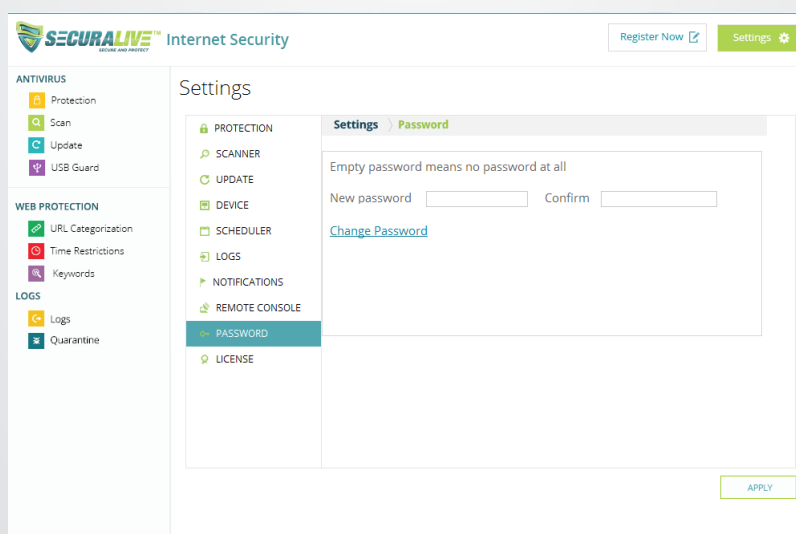 SECURALIVE™ Internet Security
SECURE AND PROTECT
Register Now
Settings
ANTIVIRUS
Protection
Scan
Update
USB Guard
WEB PROTECTION
URL Categorization
Time Restrictions
Keywords
LOGS
Logs
Quarantine
Settings
PROTECTION
SCANNER
UPDATE
DEVICE
SCHEDULER
LOGS
NOTIFICATIONS
REMOTE CONSOLE
PASSWORD
LICENSE
Settings Password
Empty password means no password at all
New password Confirm
Change Password
APPLY